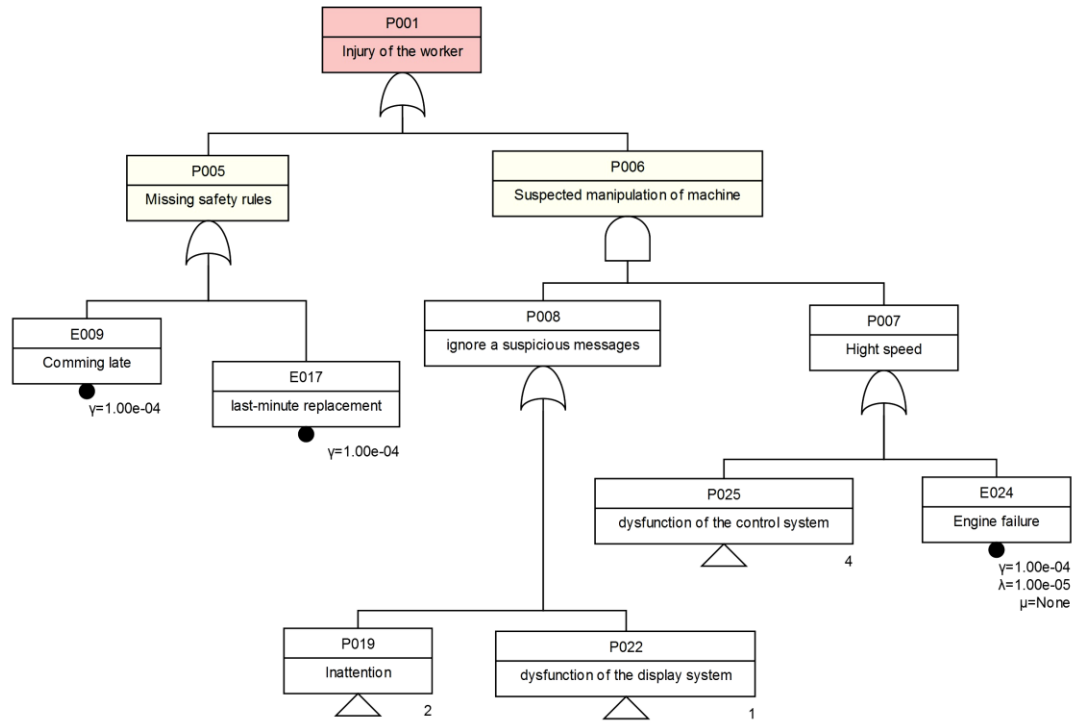 P001
Injury of the worker
P005
Missing safety rules
P006
Suspected manipulation of machine
E009
Comming late
γ=1.00e-04
E017
last-minute replacement
γ=1.00e-04
P008
ignore a suspicious messages
P007
Hight speed
P025
dysfunction of the control system
4
E024
Engine failure
γ=1.00e-04
λ=1.00e-05
μ=None
P019
Inattention
2
P022
dysfunction of the display system
1